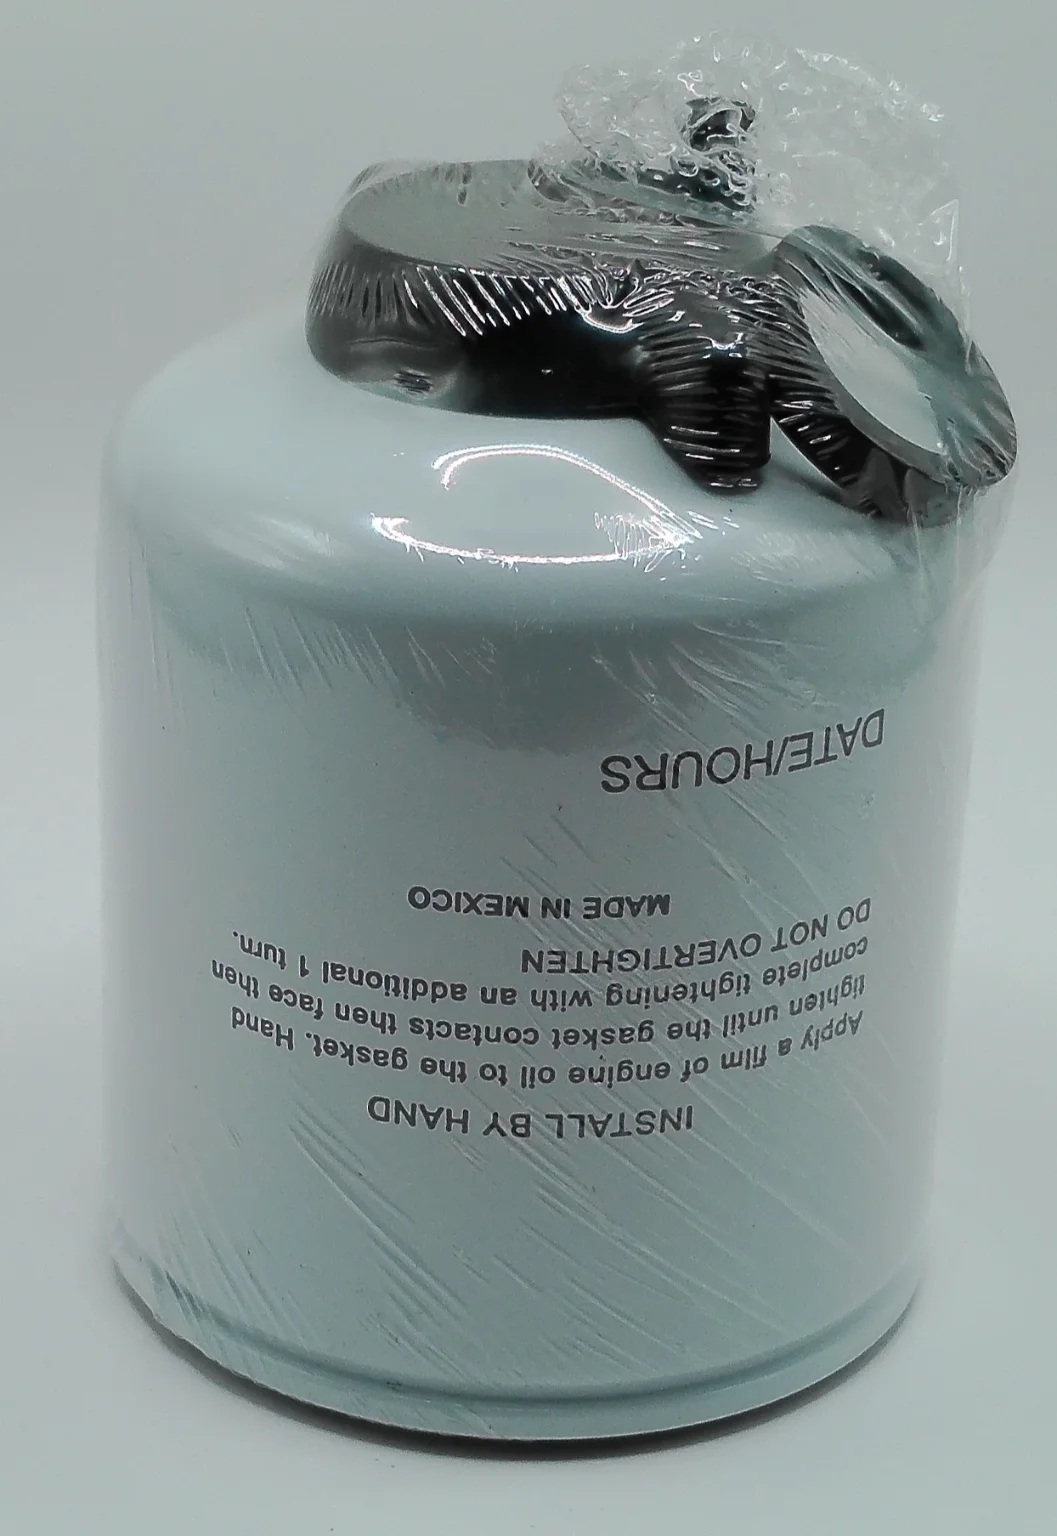 INSTALL BY HAND
Apply a film of engine oil to the gasket. Hand
tighten until the gasket contacts then face then
complete tightening with an additional 1 turn.
DO NOT OVERTIGHTEN
MADE IN MEXICO
DATE/HOURS